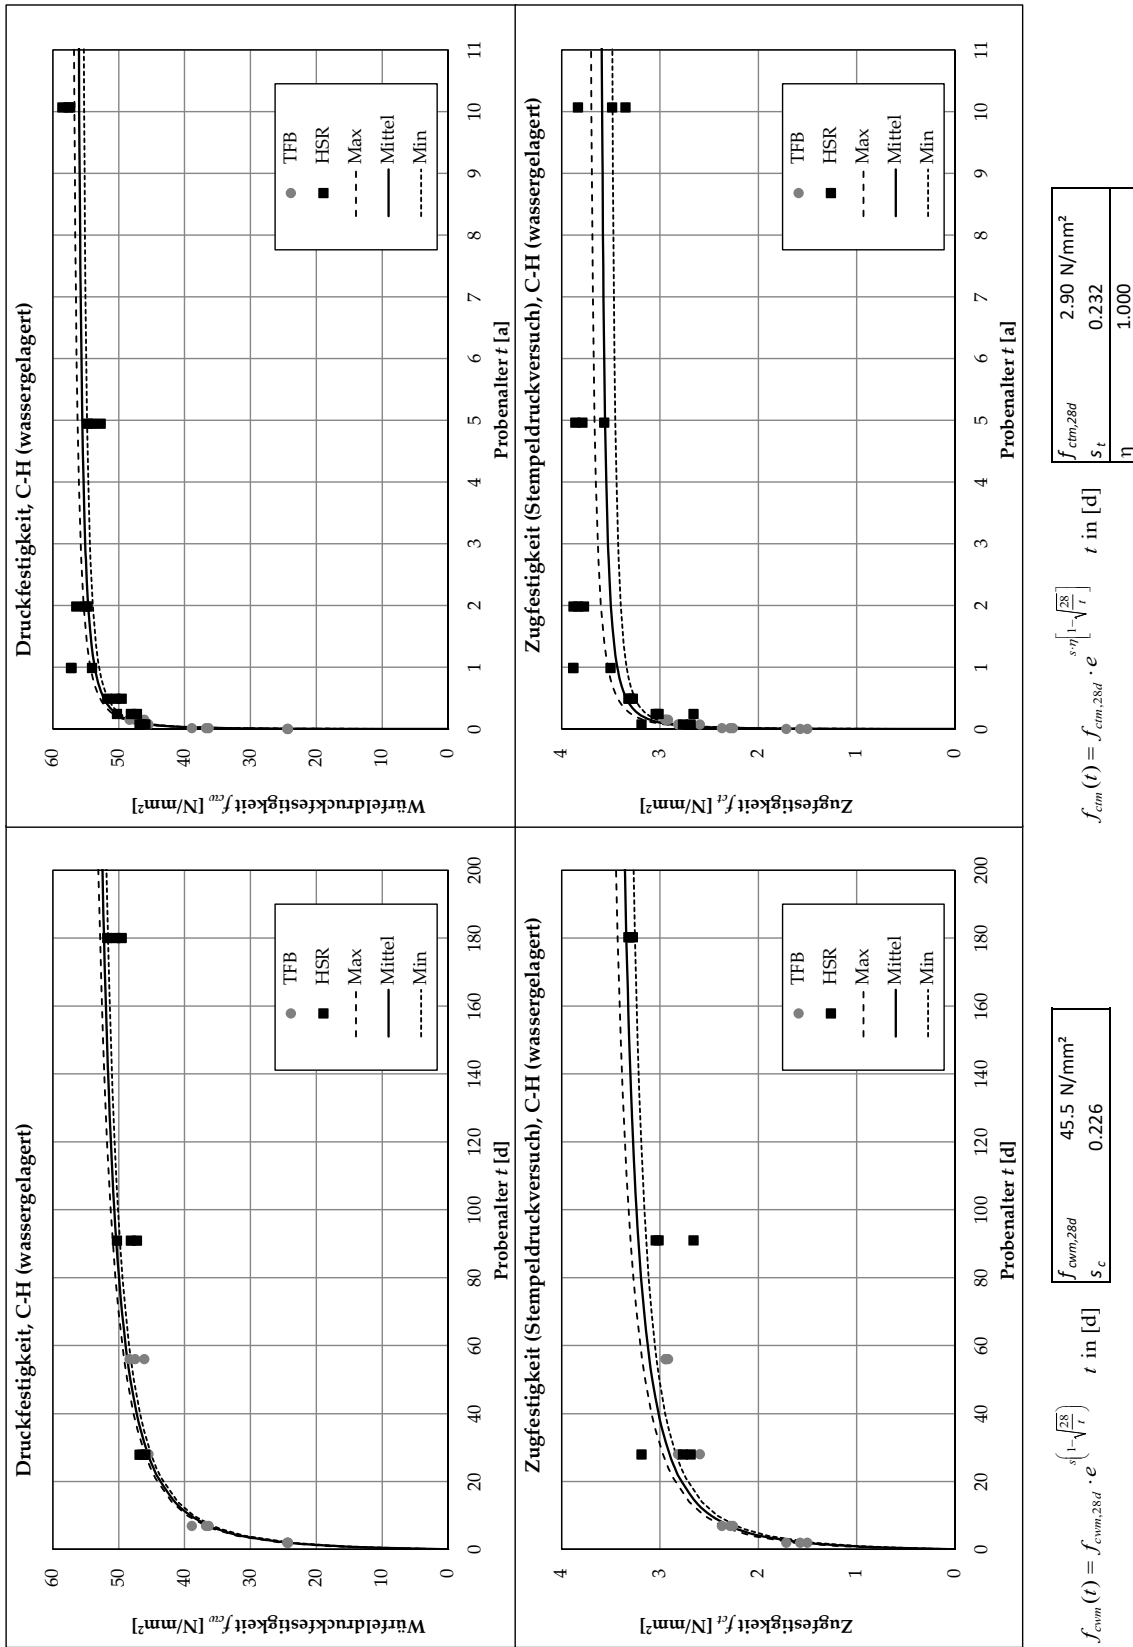 Druckfestigkeit, C-H (wassergelagert)
60
50
40
30
20
10
0
Würfeldruckfestigkeit f_cw [N/mm²]
0 20 40 60 80 100 120 140 160 180 200
Probenalter t [d]
TFB
HSR
Max
Mittel
Min
Druckfestigkeit, C-H (wassergelagert)
60
50
40
30
20
10
0
Würfeldruckfestigkeit f_cw [N/mm²]
0 1 2 3 4 5 6 7 8 9 10 11
Probenalter t [a]
TFB
HSR
Max
Mittel
Min
Zugfestigkeit (Stempeldruckversuch), C-H (wassergelagert)
4
3
2
1
0
Zugfestigkeit f_ct [N/mm²]
0 20 40 60 80 100 120 140 160 180 200
Probenalter t [d]
TFB
HSR
Max
Mittel
Min
Zugfestigkeit (Stempeldruckversuch), C-H (wassergelagert)
4
3
2
1
0
Zugfestigkeit f_ct [N/mm²]
0 1 2 3 4 5 6 7 8 9 10 11
Probenalter t [a]
TFB
HSR
Max
Mittel
Min
f_cwm(t) = f_cwm,28d · e^{s(1−√(28/t))} t in [d]
f_cwm,28d 45.5 N/mm²
s_c 0.226
f_ctm(t) = f_ctm,28d · e^{s·η[1−√(28/t)]} t in [d]
f_ctm,28d 2.90 N/mm²
s_t 0.232
η 1.000